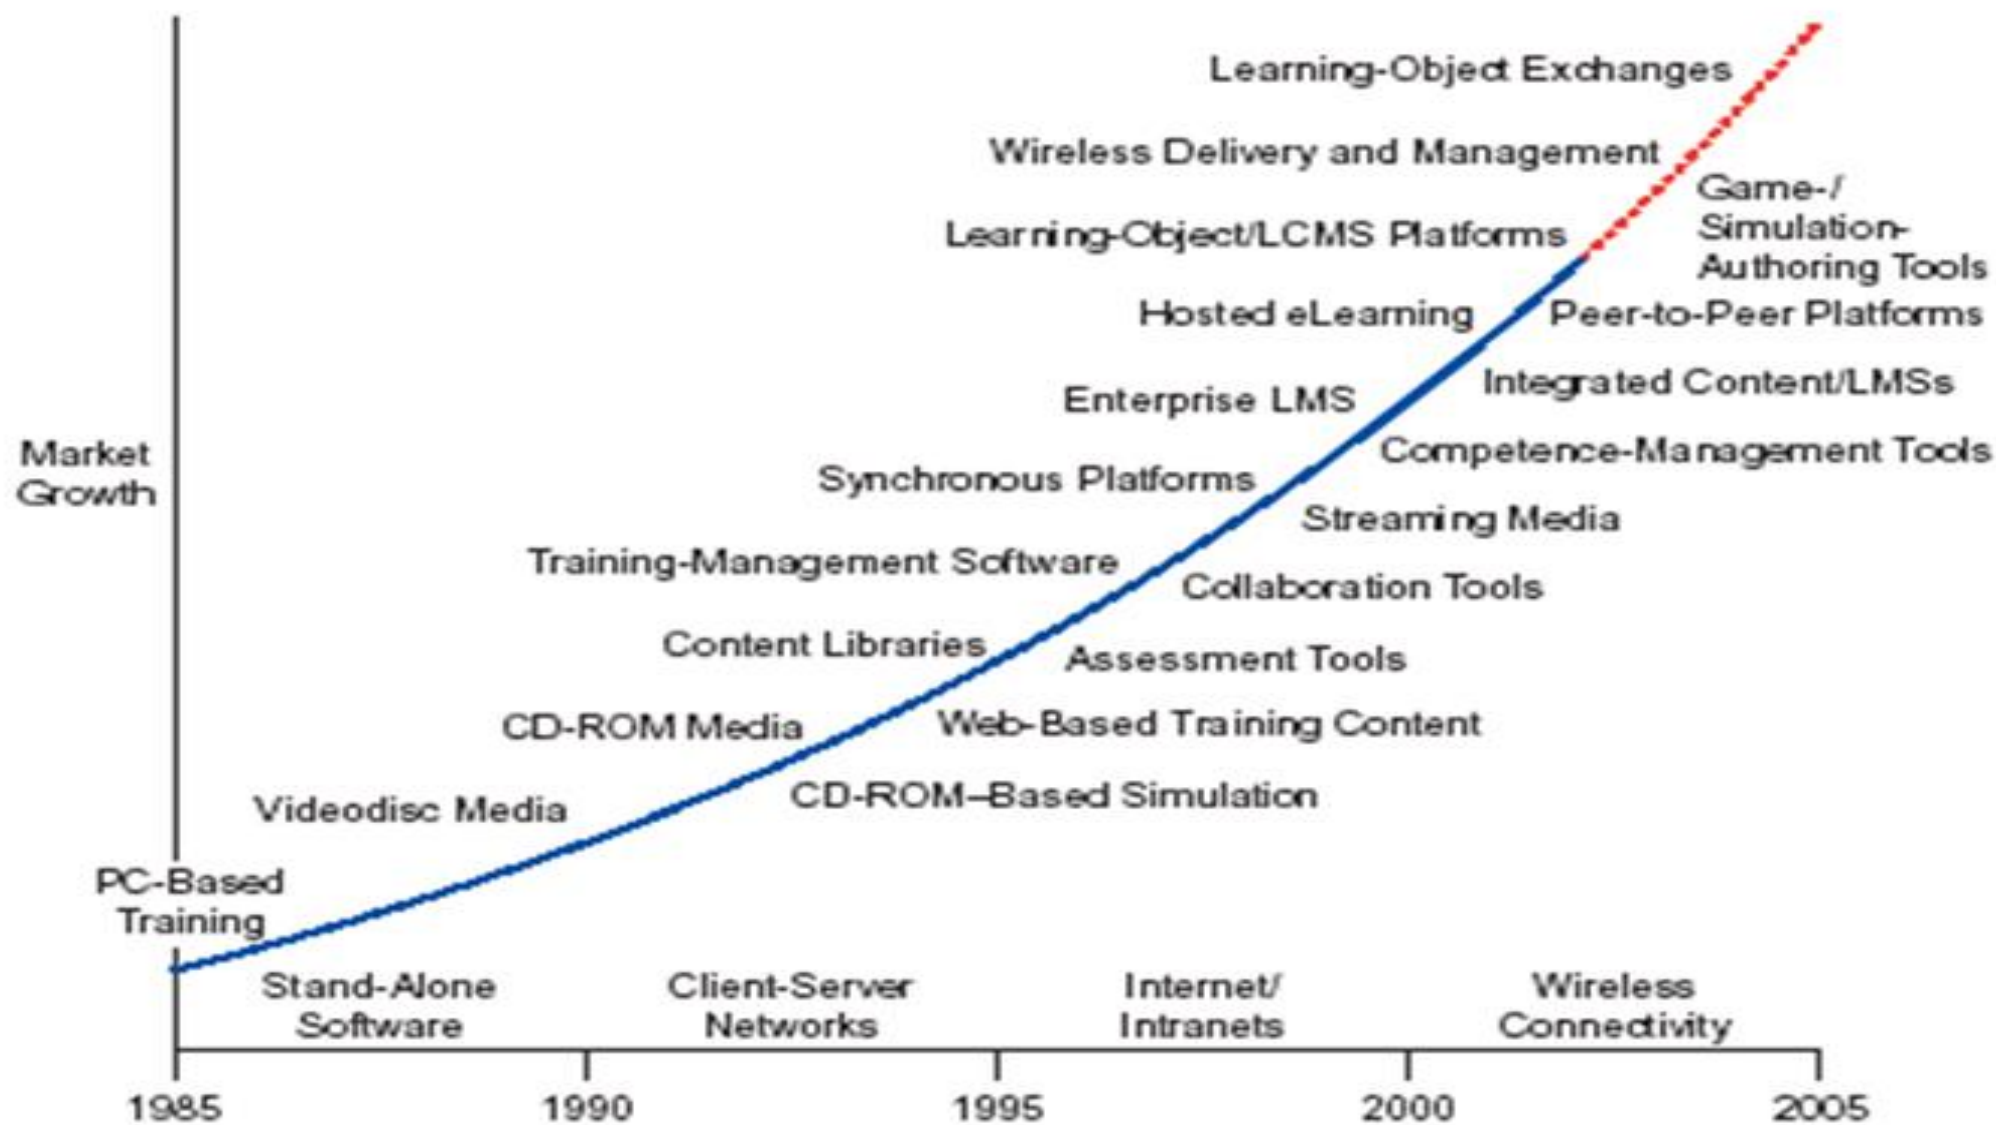 Learning-Object Exchanges
Wireless Delivery and Management
Game-/
Simulation-
Authoring Tools
Learning-Object/LCMS Platforms
Hosted eLearning
Peer-to-Peer Platforms
Integrated Content/LMSs
Enterprise LMS
Competence-Management Tools
Market
Growth
Synchronous Platforms
Streaming Media
Training-Management Software
Collaboration Tools
Content Libraries
Assessment Tools
CD-ROM Media
Web-Based Training Content
CD-ROM–Based Simulation
Videodisc Media
PC-Based
Training
Stand-Alone
Software
Client-Server
Networks
Internet/
Intranets
Wireless
Connectivity
1985
1990
1995
2000
2005